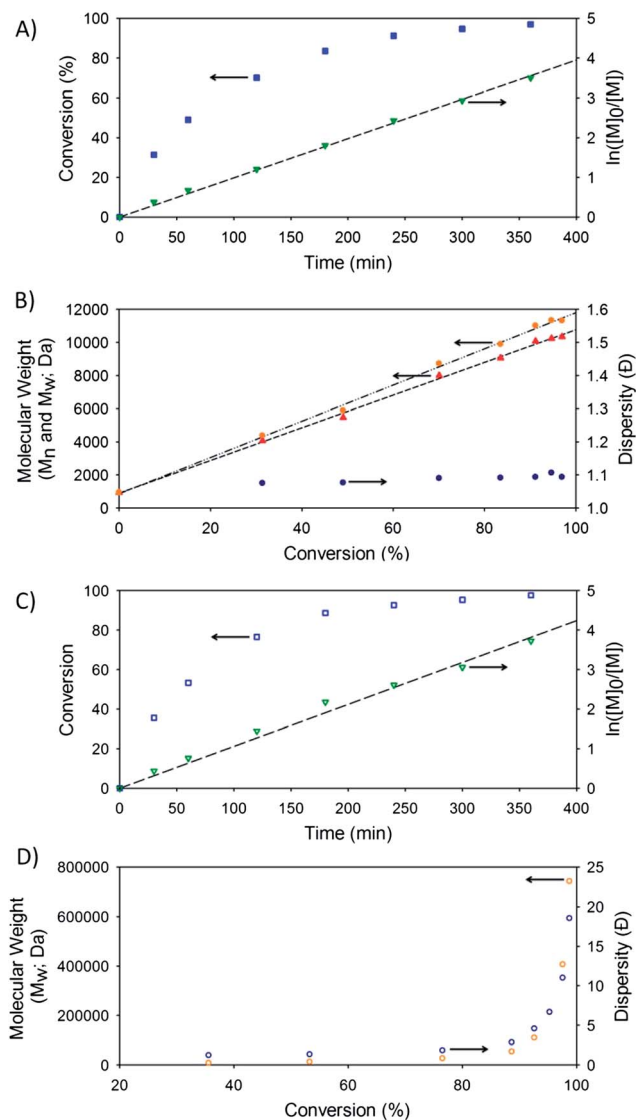 A)
Conversion (%)
100
80
60
40
20
0
5
4
3
2
1
0
ln([M]0/[M])
0 50 100 150 200 250 300 350 400
Time (min)
B)
Molecular Weight
(Mn and Mw; Da)
12000
10000
8000
6000
4000
2000
0
1.6
1.5
1.4
1.3
1.2
1.1
1.0
Dispersity (Đ)
0 20 40 60 80 100
Conversion (%)
C)
Conversion
100
80
60
40
20
0
5
4
3
2
1
0
ln([M]0/[M])
0 50 100 150 200 250 300 350 400
Time (min)
D)
Molecular Weight
(Mw; Da)
800000
600000
400000
200000
0
25
20
15
10
5
0
Dispersity (Đ)
20 40 60 80 100
Conversion (%)